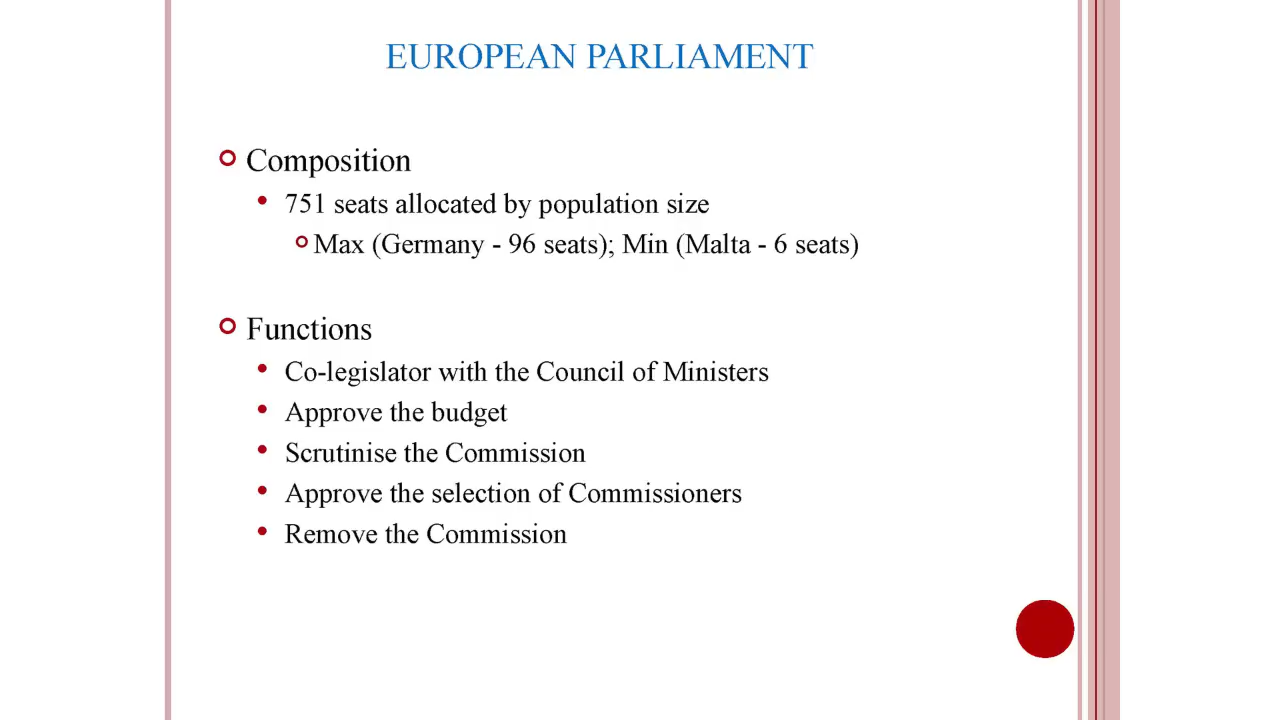 EUROPEAN PARLIAMENT
Composition
751 seats allocated by population size
Max (Germany - 96 seats); Min (Malta - 6 seats)
Functions
Co-legislator with the Council of Ministers
Approve the budget
Scrutinise the Commission
Approve the selection of Commissioners
Remove the Commission